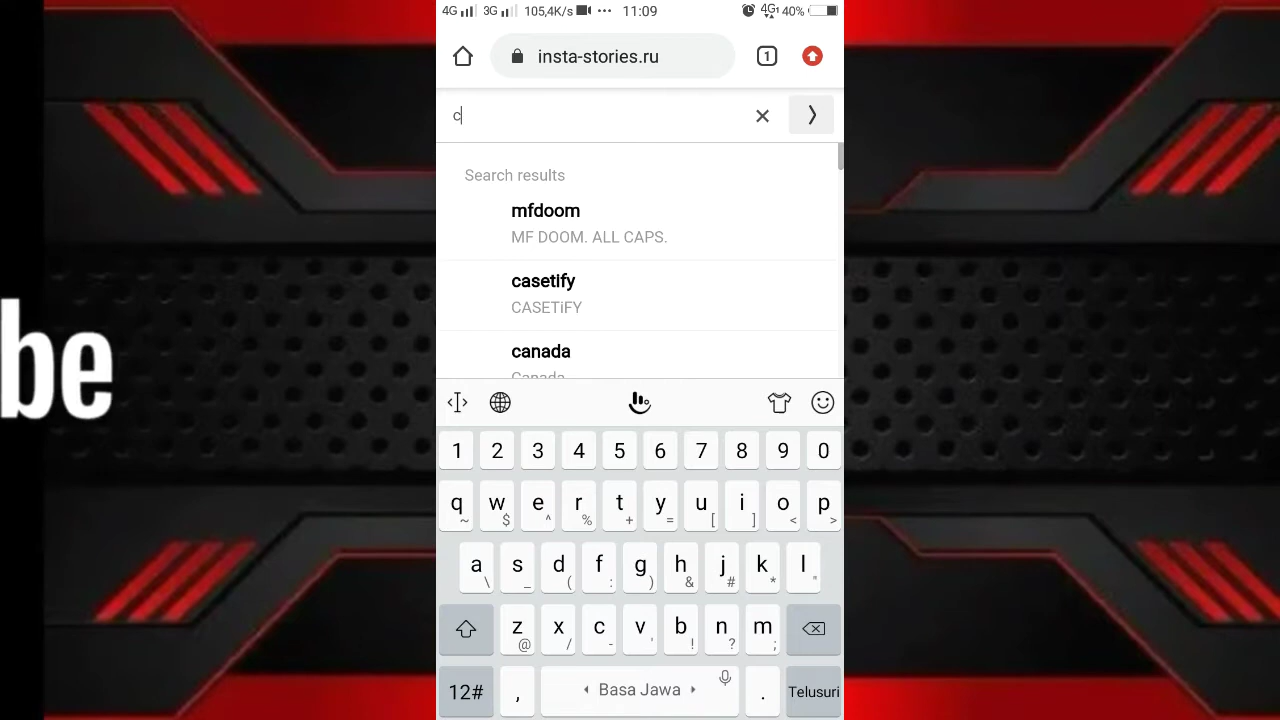 4G 3G 105,4K/s ··· 11:09 4G 40%
insta-stories.ru 1
c
Search results
mfdoom
MF DOOM. ALL CAPS.
casetify
CASETiFY
canada
Canada
be
1 2 3 4 5 6 7 8 9 0
q w e r t y u i o p
~ $ ^ % + = [ ] < >
a s d f g h j k l
\ _ ( : ) & # * "
z x c v b n m
@ / - ' ! ? ;
12# , Basa Jawa . Telusuri